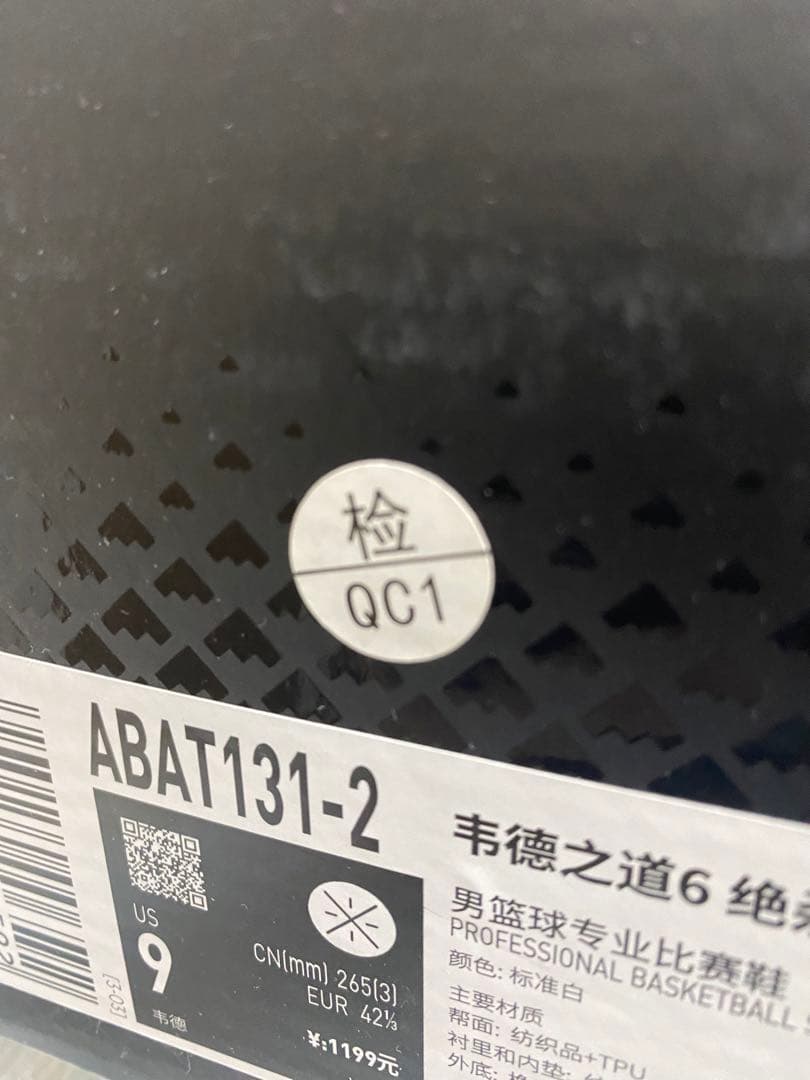 检
QC1
ABAT131-2
US
9
韦德
CN(mm) 265(3)
EUR 42⅓
¥:1199元
(3-03)
韦德之道6 绝
男篮球专业比赛鞋
PROFESSIONAL BASKETBALL
颜色: 标准白
主要材质
帮面: 纺织品+TPU
衬里和内垫:
外底: